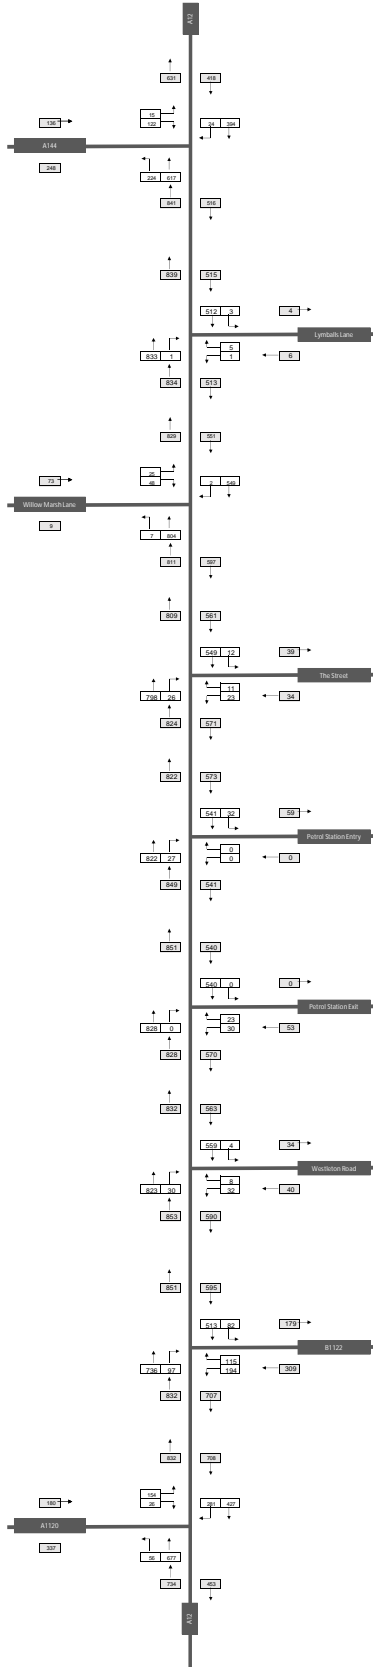 A12
631 418
136
15
122 24 394
A144
248
224 617
841 516
839 515
512 3 4
Lymballs Lane
833 1 5 6
1
834 513
829 551
73
25
48 2 549
Willow Marsh Lane
9
7 804
811 597
809 561
549 12 39
The Street
798 26 11 34
23
824 571
822 573
541 32 59
Petrol Station Entry
822 27 0 0
0
849 541
851 540
540 0 0
Petrol Station Exit
828 0 23 53
30
828 570
832 563
559 4 34
Westleton Road
823 30 8 40
32
853 590
851 595
513 82 179
B1122
736 97 115 309
194
832 707
832 708
180
154
26 281 427
A1120
337
56 677
734 453
A12